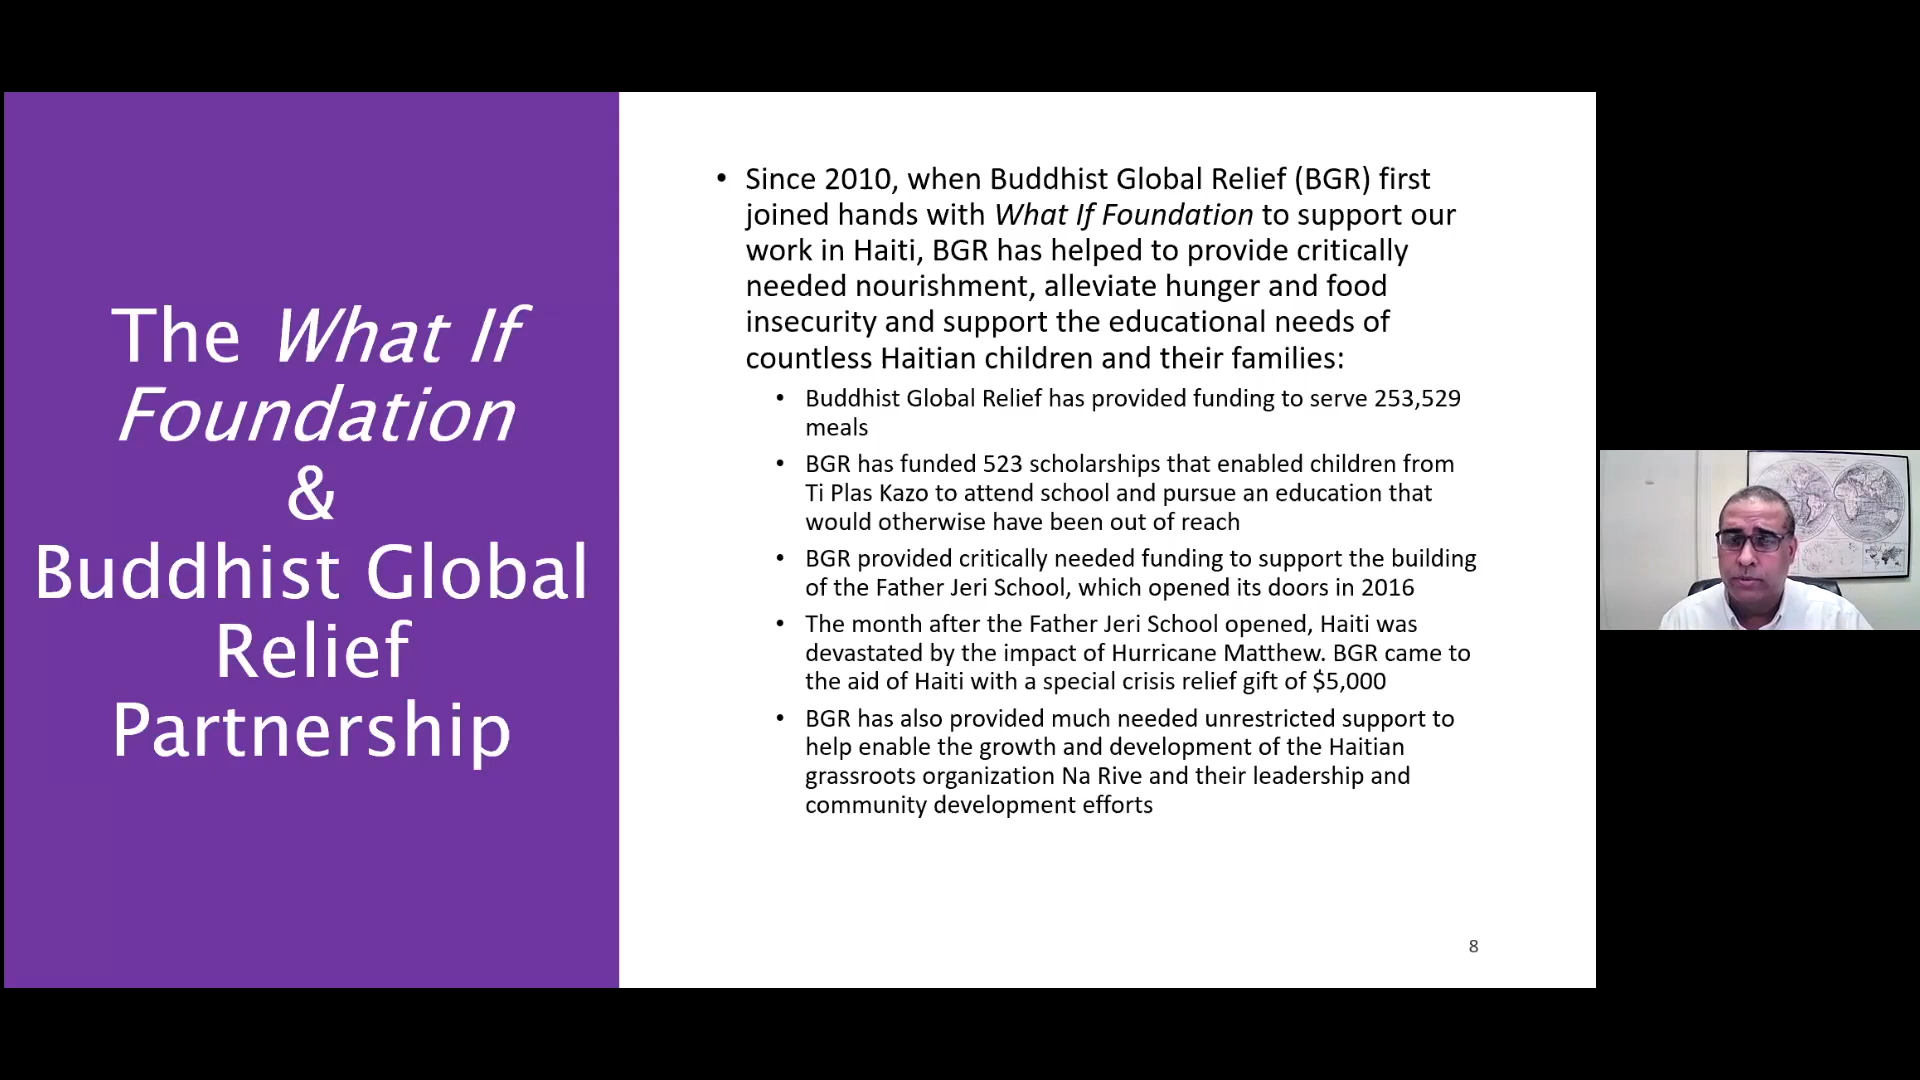 The What If
Foundation
&
Buddhist Global
Relief
Partnership
• Since 2010, when Buddhist Global Relief (BGR) first
joined hands with What If Foundation to support our
work in Haiti, BGR has helped to provide critically
needed nourishment, alleviate hunger and food
insecurity and support the educational needs of
countless Haitian children and their families:
• Buddhist Global Relief has provided funding to serve 253,529
meals
• BGR has funded 523 scholarships that enabled children from
Ti Plas Kazo to attend school and pursue an education that
would otherwise have been out of reach
• BGR provided critically needed funding to support the building
of the Father Jeri School, which opened its doors in 2016
• The month after the Father Jeri School opened, Haiti was
devastated by the impact of Hurricane Matthew. BGR came to
the aid of Haiti with a special crisis relief gift of $5,000
• BGR has also provided much needed unrestricted support to
help enable the growth and development of the Haitian
grassroots organization Na Rive and their leadership and
community development efforts
8